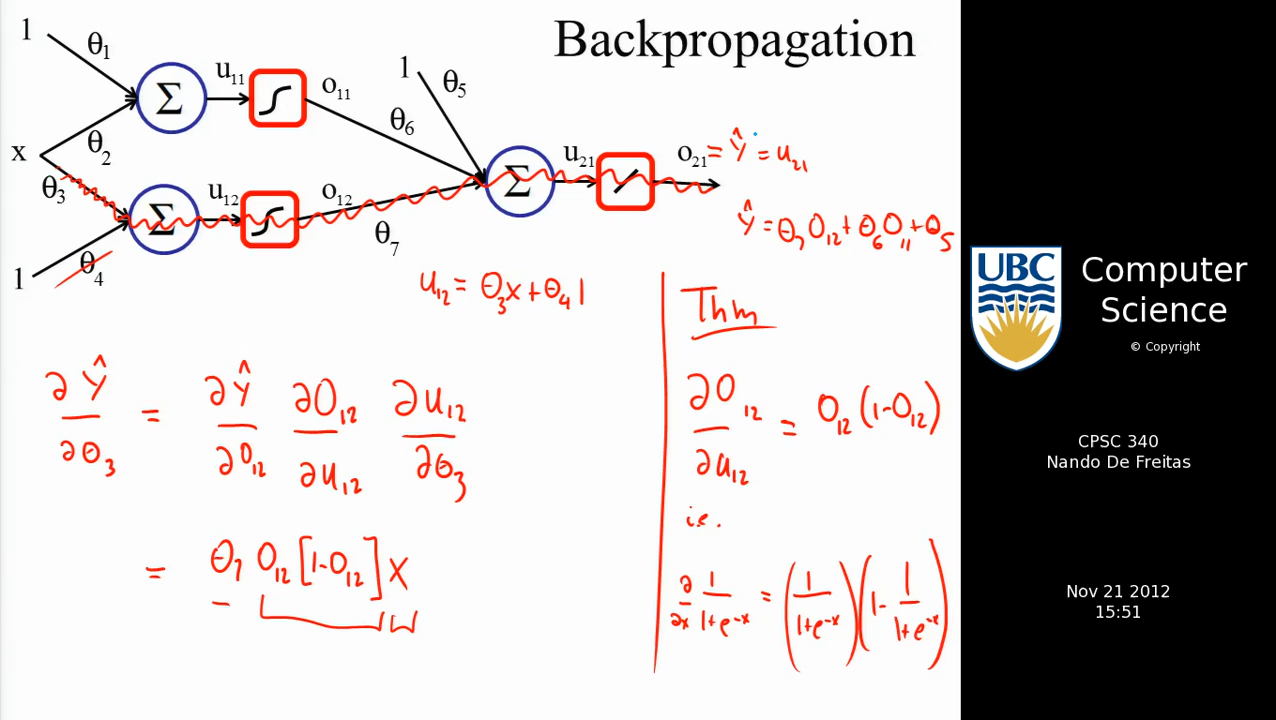 Backpropagation
1
θ₁
u₁₁
o₁₁
1
θ₅
Σ
θ₆
x
θ₂
θ₃
u₁₂
o₁₂
Σ
θ₇
1
θ₄
Σ
u₂₁
o₂₁ = Ŷ = u₂₁
Ŷ = θ₇ O₁₂ + θ₆ O₁₁ + θ₅
u₁₂ = θ₃x + θ₄ 1
Thm
∂Ŷ/∂θ₃ = ∂Ŷ/∂O₁₂ ∂O₁₂/∂u₁₂ ∂u₁₂/∂θ₃
= θ₇ O₁₂ [1-O₁₂] x
∂O₁₂/∂u₁₂ = O₁₂ (1-O₁₂)
i.e.
∂/∂x 1/(1+e⁻ˣ) = (1/(1+e⁻ˣ)) (1 - 1/(1+e⁻ˣ))
UBC
Computer
Science
© Copyright
CPSC 340
Nando De Freitas
Nov 21 2012
15:51